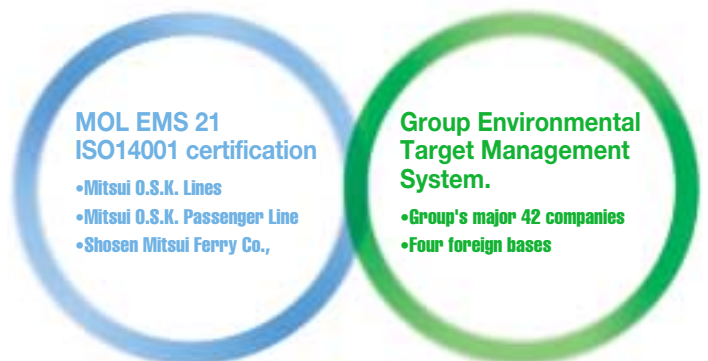 MOL EMS 21
ISO14001 certification
•Mitsui O.S.K. Lines
•Mitsui O.S.K. Passenger Line
•Shosen Mitsui Ferry Co.,
Group Environmental
Target Management
System.
•Group's major 42 companies
•Four foreign bases